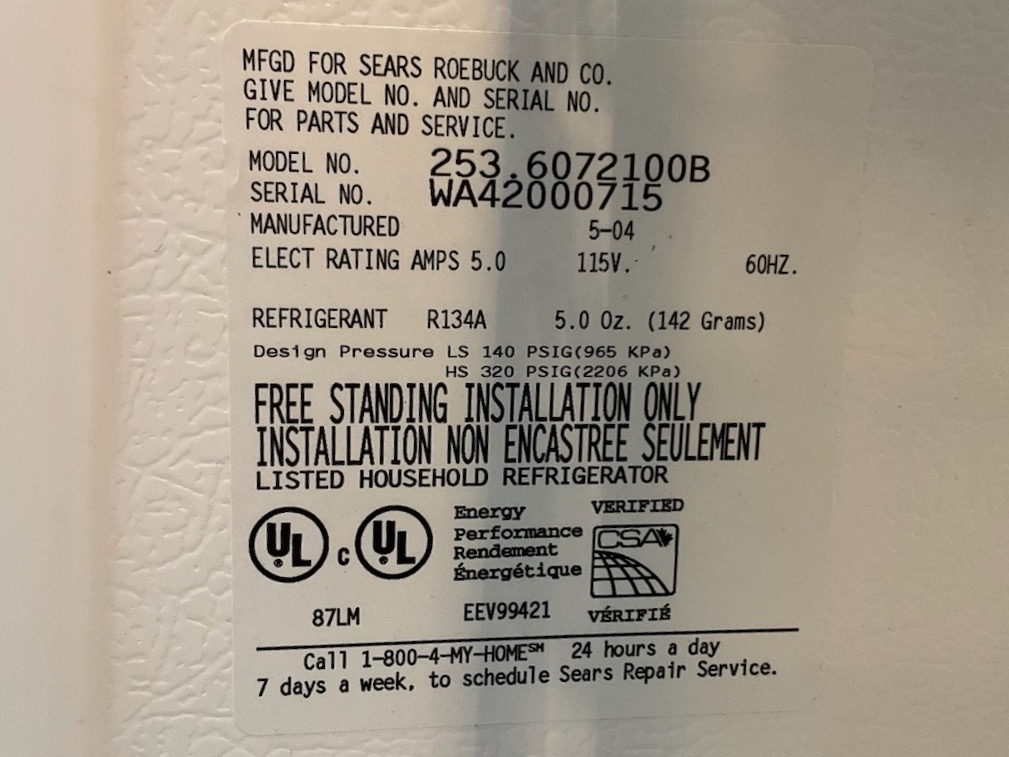 MFGD FOR SEARS ROEBUCK AND CO.
GIVE MODEL NO. AND SERIAL NO.
FOR PARTS AND SERVICE.
MODEL NO. 253.6072100B
SERIAL NO. WA42000715
MANUFACTURED 5-04
ELECT RATING AMPS 5.0 115V. 60HZ.
REFRIGERANT R134A 5.0 Oz. (142 Grams)
Design Pressure LS 140 PSIG(965 KPa)
HS 320 PSIG(2206 KPa)
FREE STANDING INSTALLATION ONLY
INSTALLATION NON ENCASTREE SEULEMENT
LISTED HOUSEHOLD REFRIGERATOR
UL® C UL®
87LM
Energy
Performance
Rendement
Énergétique
EEV99421
VERIFIED
CSA
VÉRIFIÉ
Call 1-800-4-MY-HOME℠ 24 hours a day
7 days a week, to schedule Sears Repair Service.